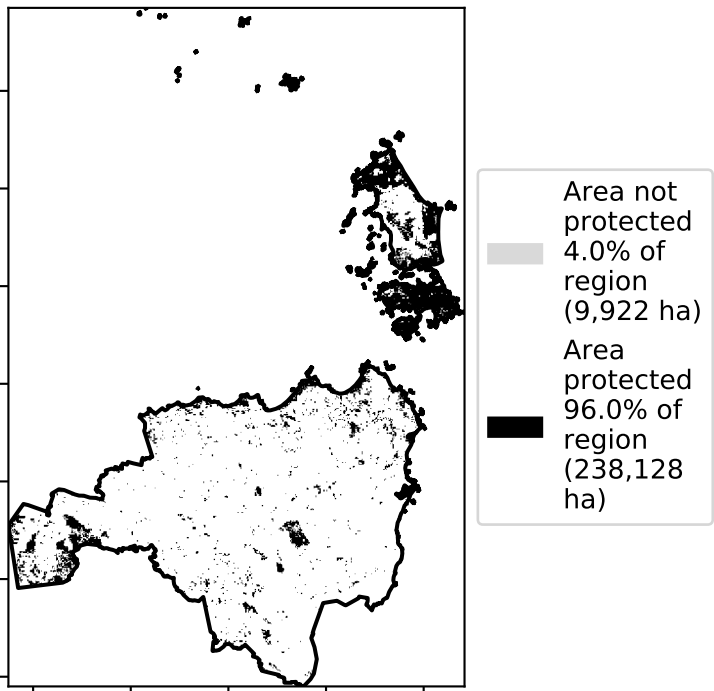 Area not
protected
4.0% of
region
(9,922 ha)
Area
protected
96.0% of
region
(238,128
ha)